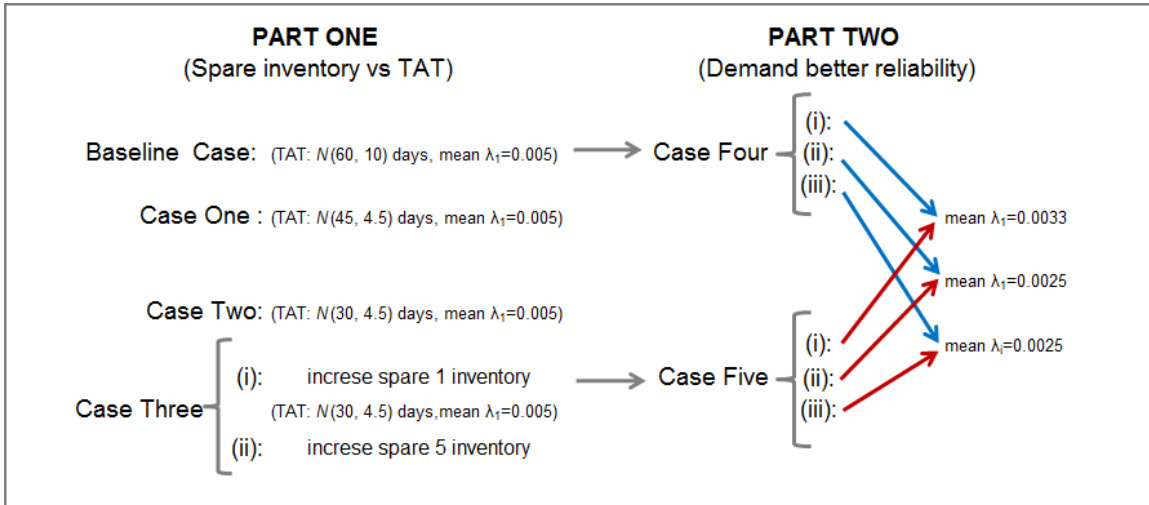 PART ONE
(Spare inventory vs TAT)
Baseline Case: (TAT: N(60, 10) days, mean λ₁=0.005)
Case One : (TAT: N(45, 4.5) days, mean λ₁=0.005)
Case Two: (TAT: N(30, 4.5) days, mean λ₁=0.005)
Case Three
(i): increse spare 1 inventory
(TAT: N(30, 4.5) days,mean λ₁=0.005)
(ii): increse spare 5 inventory
PART TWO
(Demand better reliability)
Case Four
(i):
(ii):
(iii):
mean λ₁=0.0033
mean λ₁=0.0025
mean λᵢ=0.0025
Case Five
(i):
(ii):
(iii):